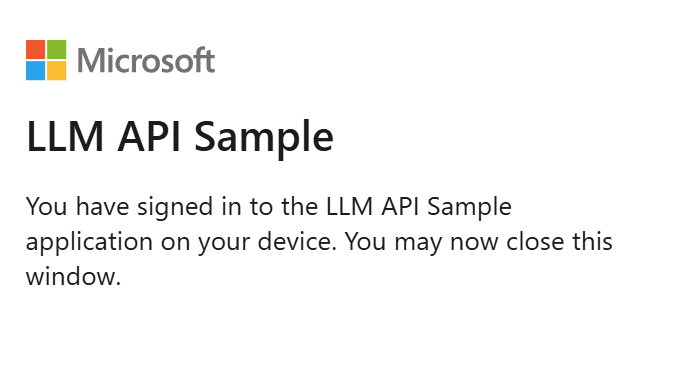 Microsoft
LLM API Sample
You have signed in to the LLM API Sample
application on your device. You may now close this
window.